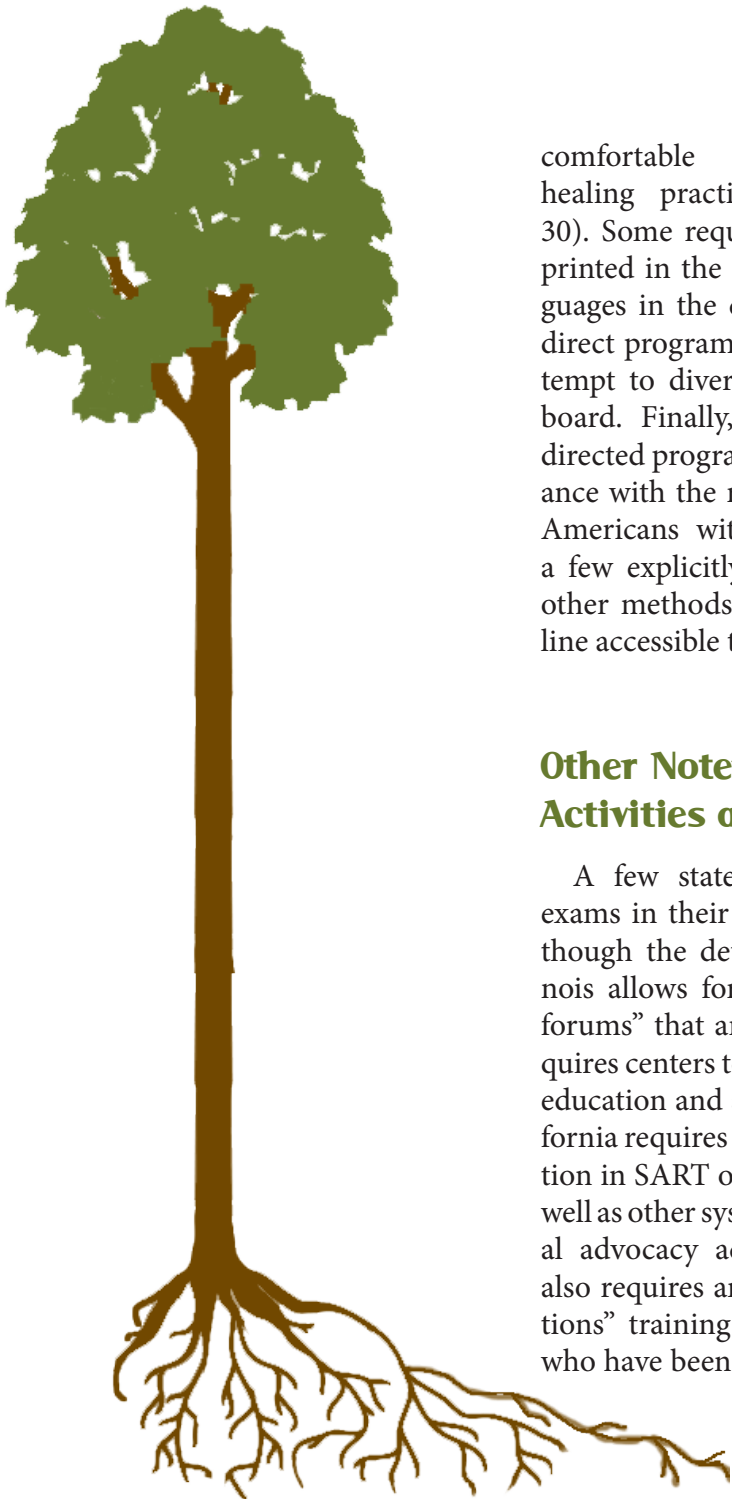 comfortable
healing practi
30). Some requ
printed in the
guages in the
direct program
tempt to diver
board. Finally,
directed progra
ance with the
Americans wit
a few explicitly
other methods
line accessible
Other Note
Activities
A few state
exams in their
though the de
nois allows for
forums” that ar
quires centers t
education and
fornia requires
tion in SART o
well as other sys
al advocacy a
also requires ar
tions” training
who have been